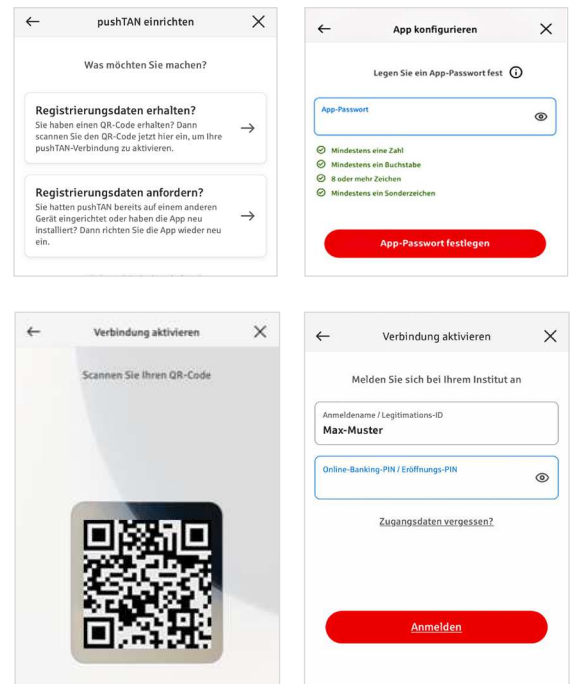 pushTAN einrichten
Was möchten Sie machen?
Registrierungsdaten erhalten?
Sie haben einen QR-Code erhalten? Dann
scannen Sie den QR-Code jetzt hier ein, um Ihre
pushTAN-Verbindung zu aktivieren.
Registrierungsdaten anfordern?
Sie hatten pushTAN bereits auf einem anderen
Gerät eingerichtet oder haben die App neu
installiert? Dann richten Sie die App wieder neu
ein.
App konfigurieren
Legen Sie ein App-Passwort fest
App-Passwort
Mindestens eine Zahl
Mindestens ein Buchstabe
8 oder mehr Zeichen
Mindestens ein Sonderzeichen
App-Passwort festlegen
Verbindung aktivieren
Scannen Sie Ihren QR-Code
Verbindung aktivieren
Melden Sie sich bei Ihrem Institut an
Anmeldename / Legitimations-ID
Max-Muster
Online-Banking-PIN / Eröffnungs-PIN
Zugangsdaten vergessen?
Anmelden